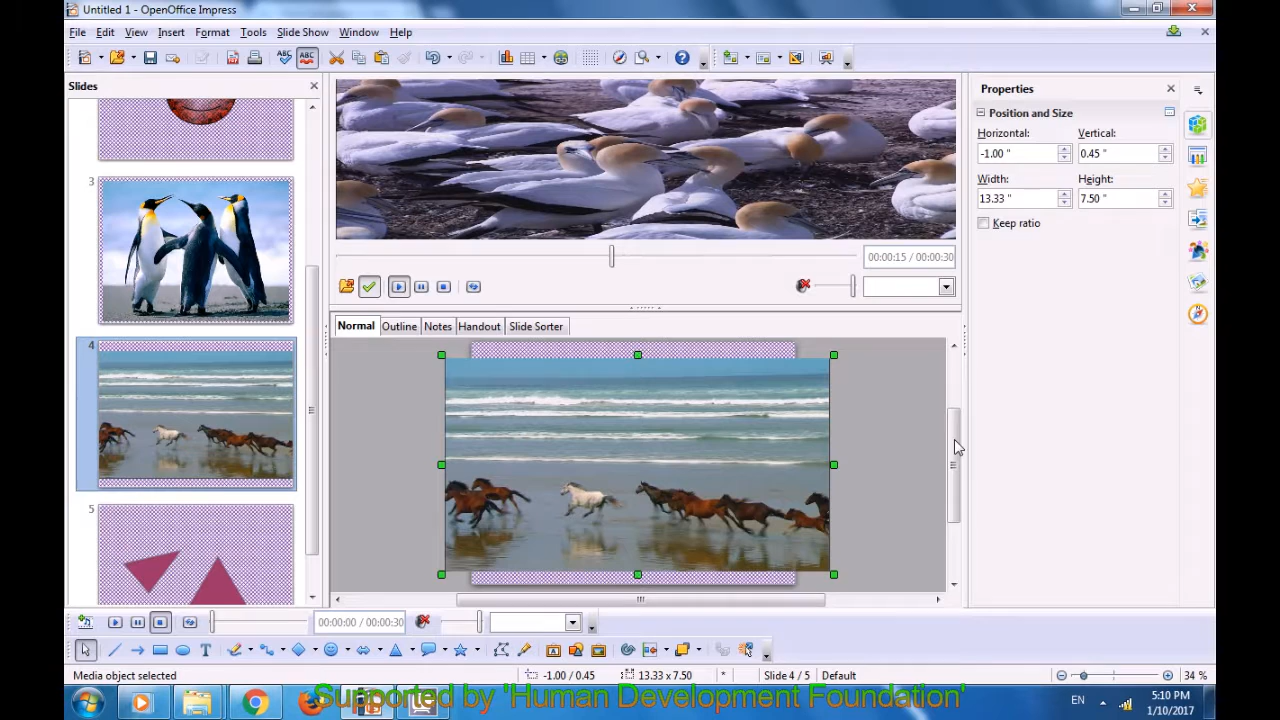 Untitled 1 - OpenOffice Impress
File Edit View Insert Format Tools Slide Show Window Help
Slides
Properties
Position and Size
Horizontal: Vertical:
-1.00 " 0.45 "
Width: Height:
13.33 " 7.50 "
Keep ratio
3
4
5
00:00:15 / 00:00:30
Normal Outline Notes Handout Slide Sorter
00:00:00 / 00:00:30
Media object selected -1.00 / 0.45 13.33 x 7.50 * Slide 4 / 5 Default 34 %
Supported by 'Human Development Foundation'
EN 5:10 PM
1/10/2017